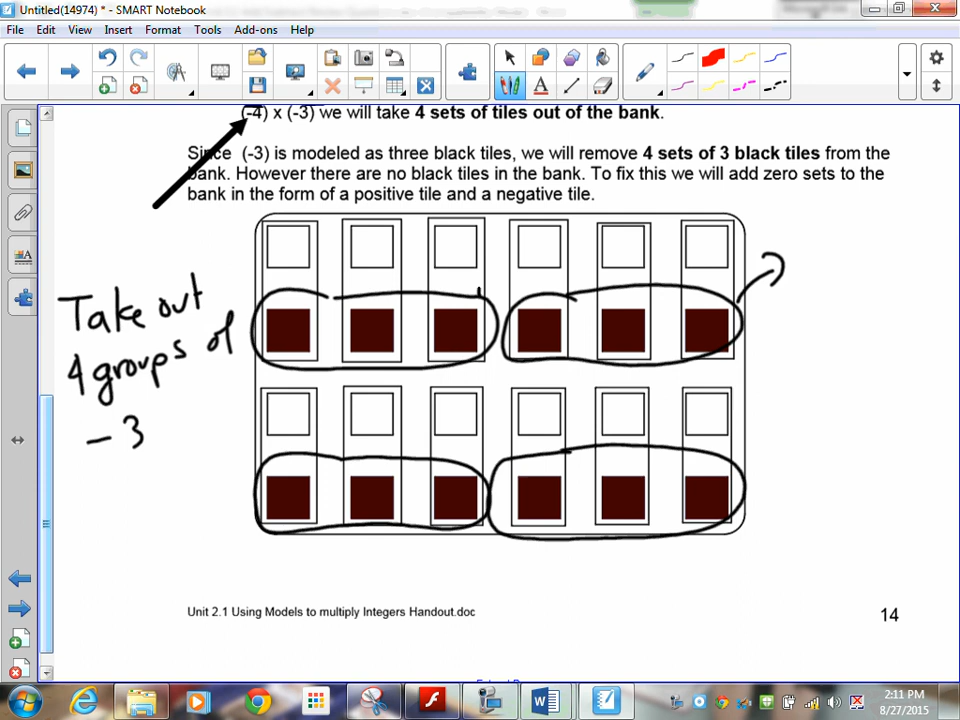 Untitled(14974) * - SMART Notebook
File Edit View Insert Format Tools Add-ons Help
(-4) x (-3) we will take 4 sets of tiles out of the bank.
Since (-3) is modeled as three black tiles, we will remove 4 sets of 3 black tiles from the
bank. However there are no black tiles in the bank. To fix this we will add zero sets to the
bank in the form of a positive tile and a negative tile.
Take out
4 groups of
-3
Unit 2.1 Using Models to multiply Integers Handout.doc
14
2:11 PM
8/27/2015